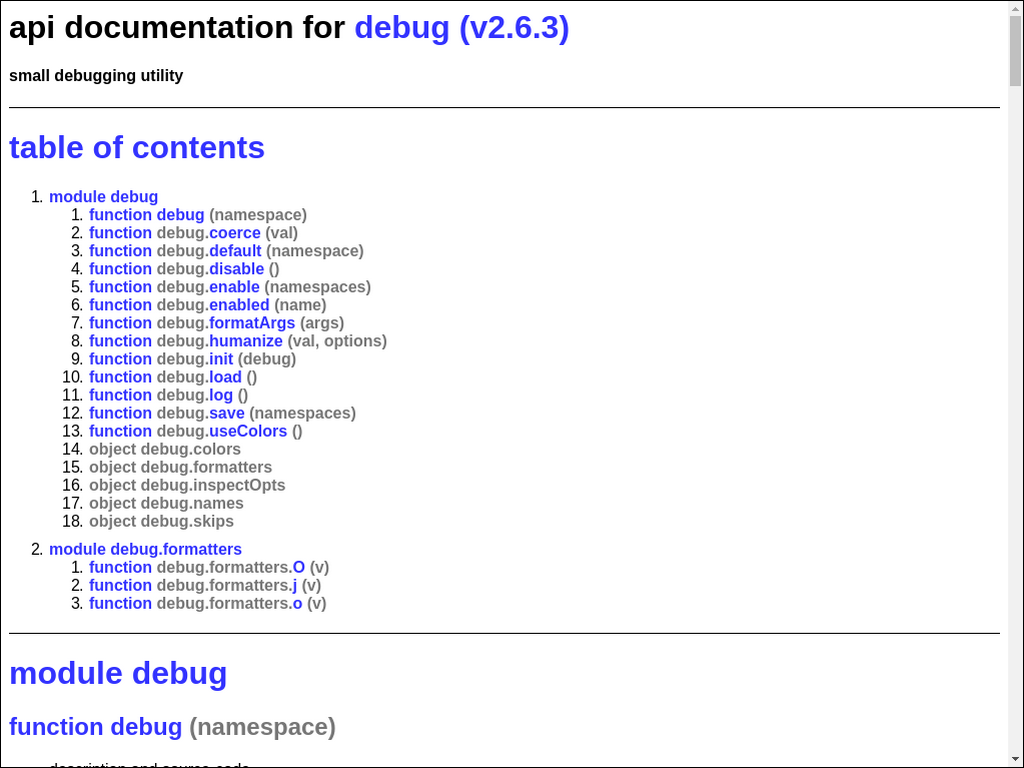 api documentation for debug (v2.6.3)
small debugging utility
table of contents
1. module debug
1. function debug (namespace)
2. function debug.coerce (val)
3. function debug.default (namespace)
4. function debug.disable ()
5. function debug.enable (namespaces)
6. function debug.enabled (name)
7. function debug.formatArgs (args)
8. function debug.humanize (val, options)
9. function debug.init (debug)
10. function debug.load ()
11. function debug.log ()
12. function debug.save (namespaces)
13. function debug.useColors ()
14. object debug.colors
15. object debug.formatters
16. object debug.inspectOpts
17. object debug.names
18. object debug.skips
2. module debug.formatters
1. function debug.formatters.O (v)
2. function debug.formatters.j (v)
3. function debug.formatters.o (v)
module debug
function debug (namespace)
description and source-code